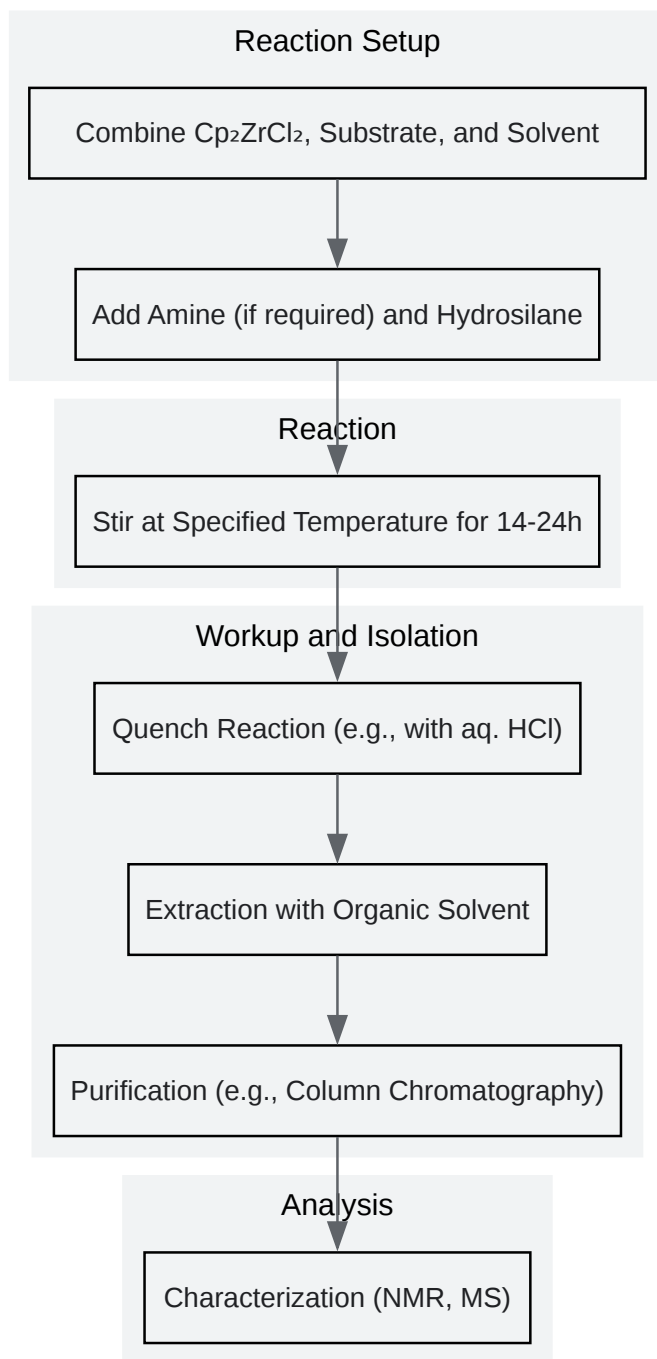 Reaction Setup
Combine Cp₂ZrCl₂, Substrate, and Solvent
Add Amine (if required) and Hydrosilane
Reaction
Stir at Specified Temperature for 14-24h
Workup and Isolation
Quench Reaction (e.g., with aq. HCl)
Extraction with Organic Solvent
Purification (e.g., Column Chromatography)
Analysis
Characterization (NMR, MS)